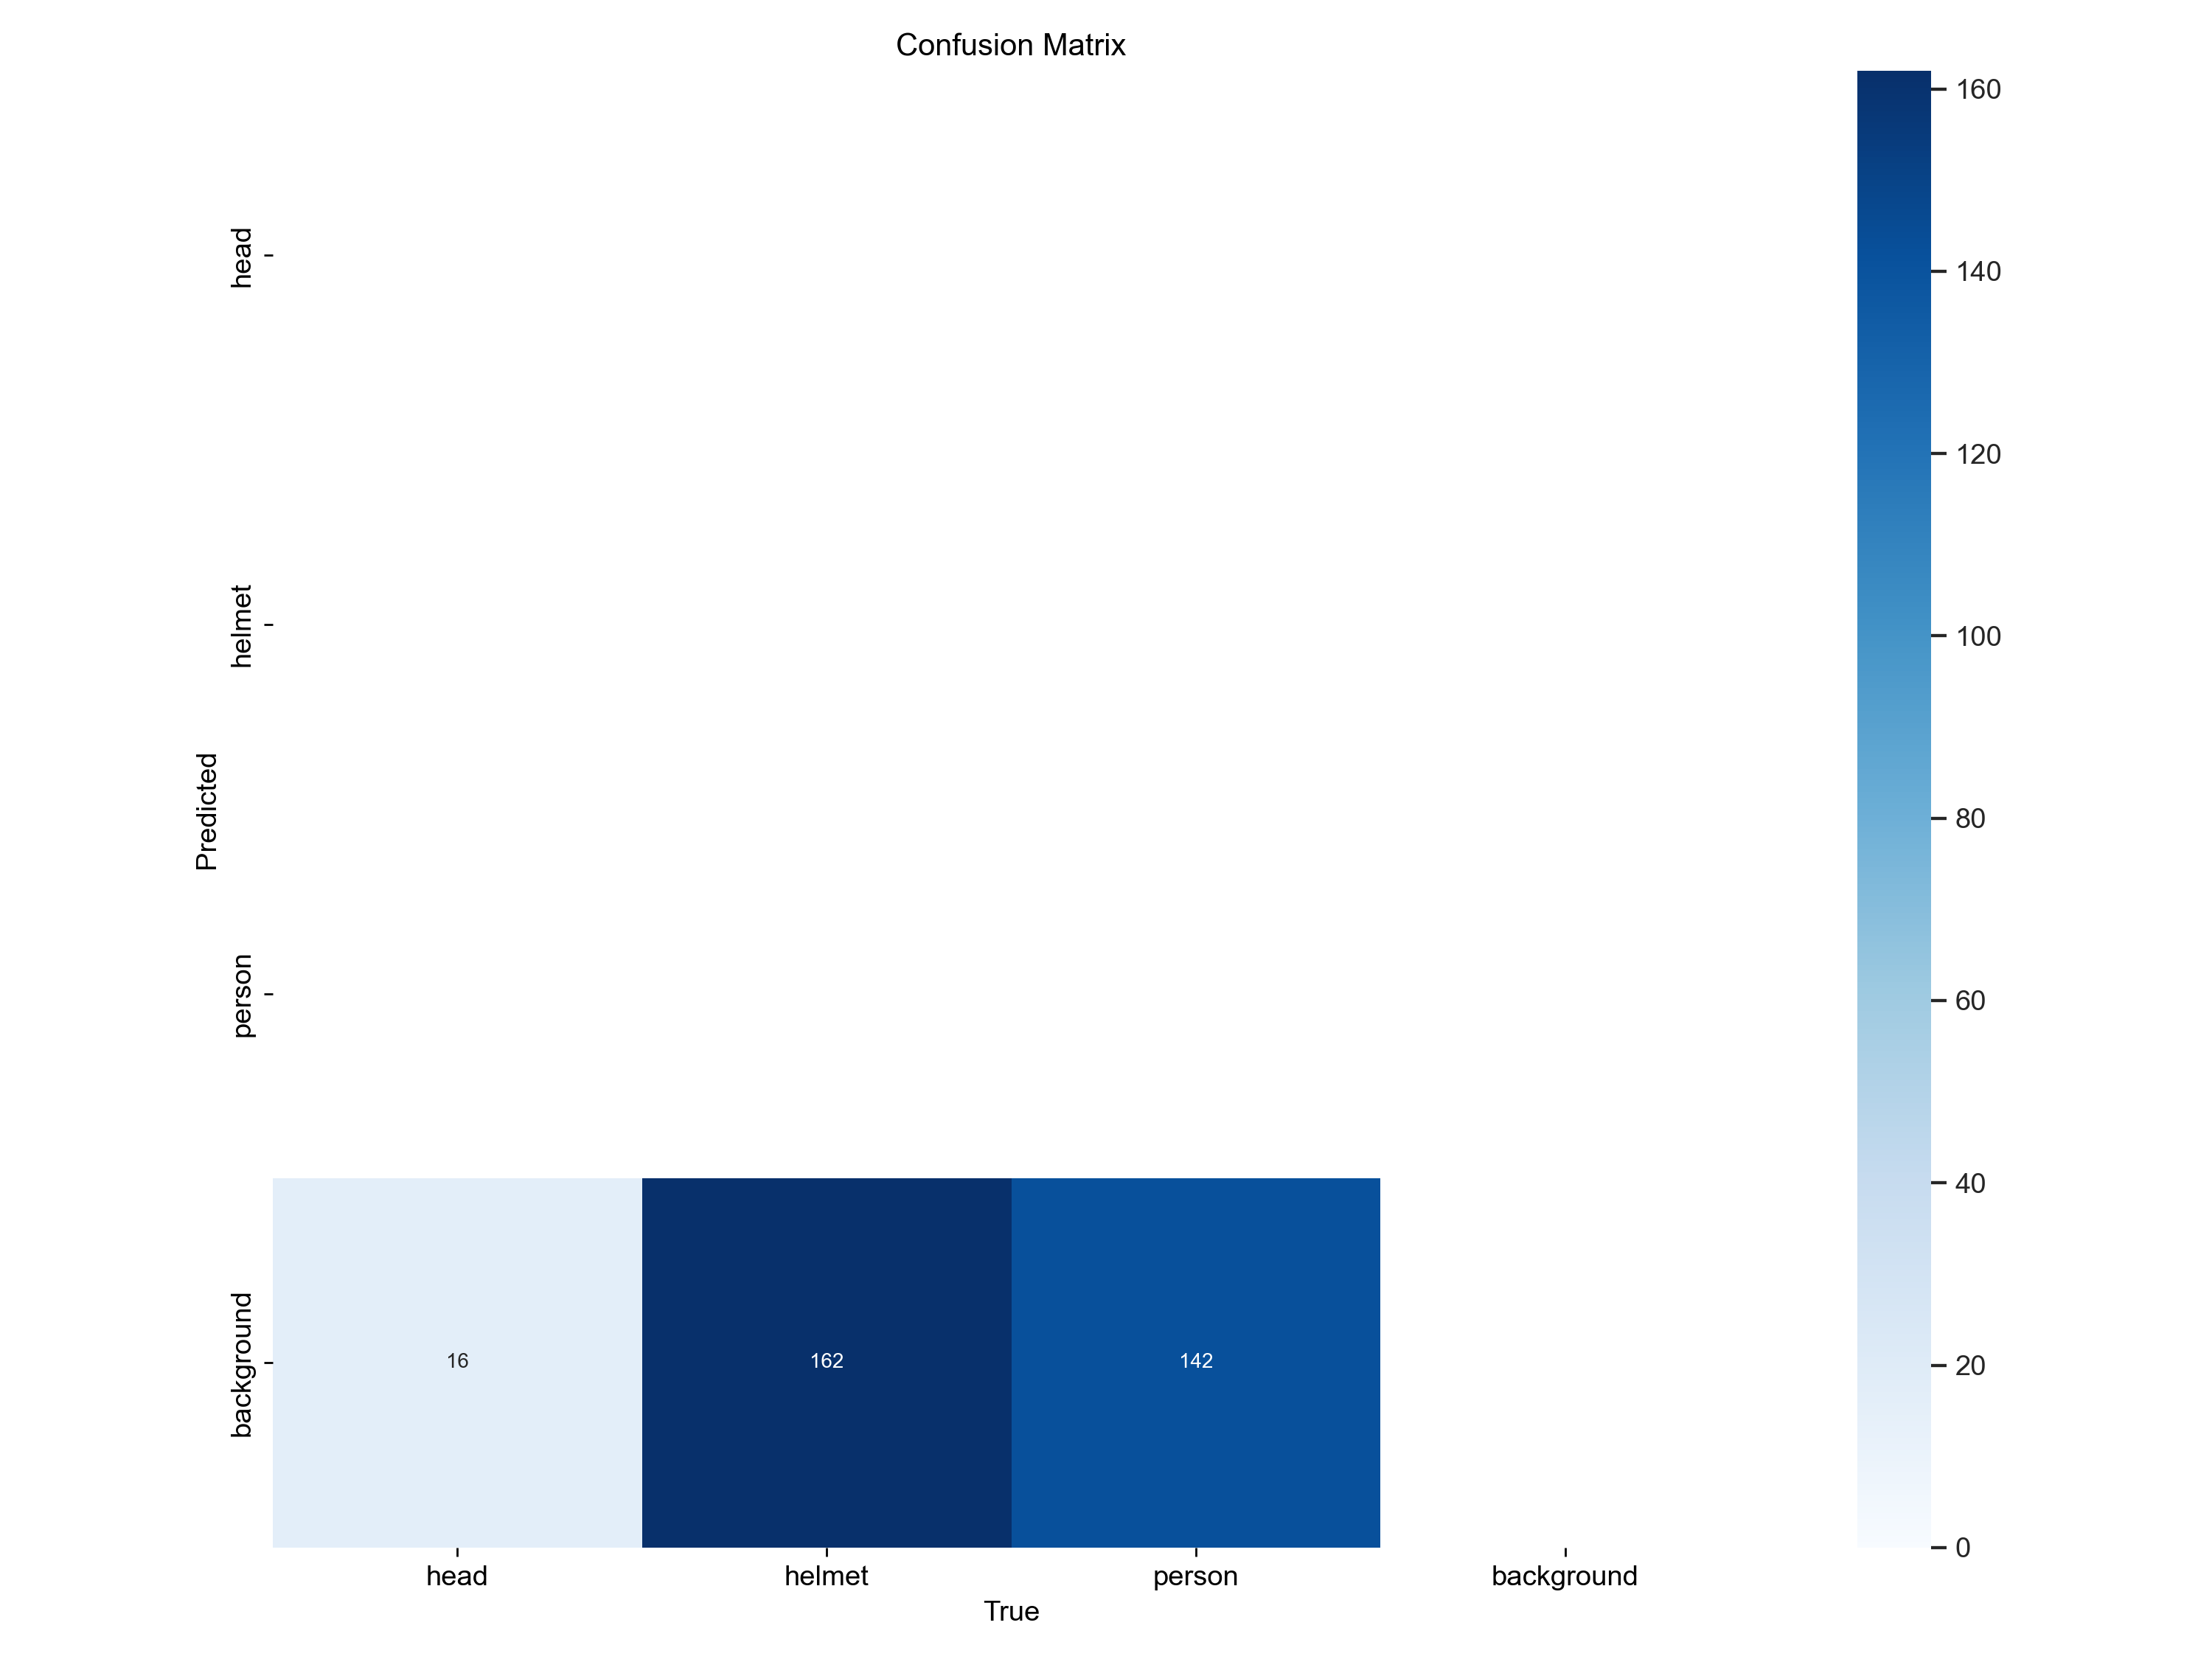 Confusion Matrix
160
140
120
100
80
60
40
20
0
Predicted
head
helmet
person
background
16
162
142
head
helmet
person
background
True